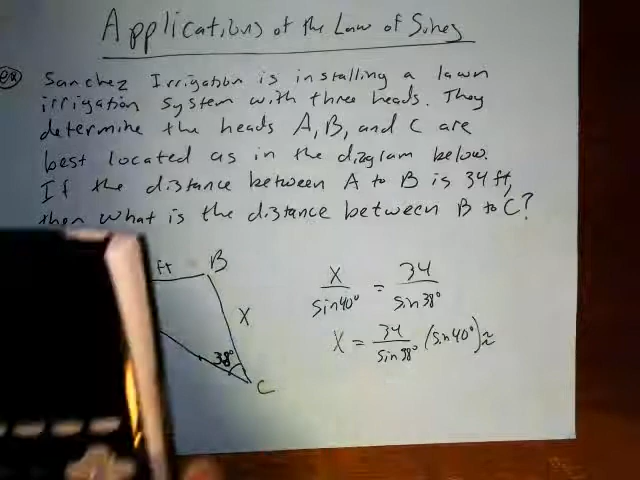 Applications of the Law of Sines
ex Sanchez Irrigation is installing a lawn
irrigation system with three heads. They
determine the heads A, B, and C are
best located as in the diagram below.
If the distance between A to B is 34 ft,
then what is the distance between B to C?
ft B
X
38°
C
X/sin40° = 34/sin38°
X = 34/sin38° (sin40°) ≈